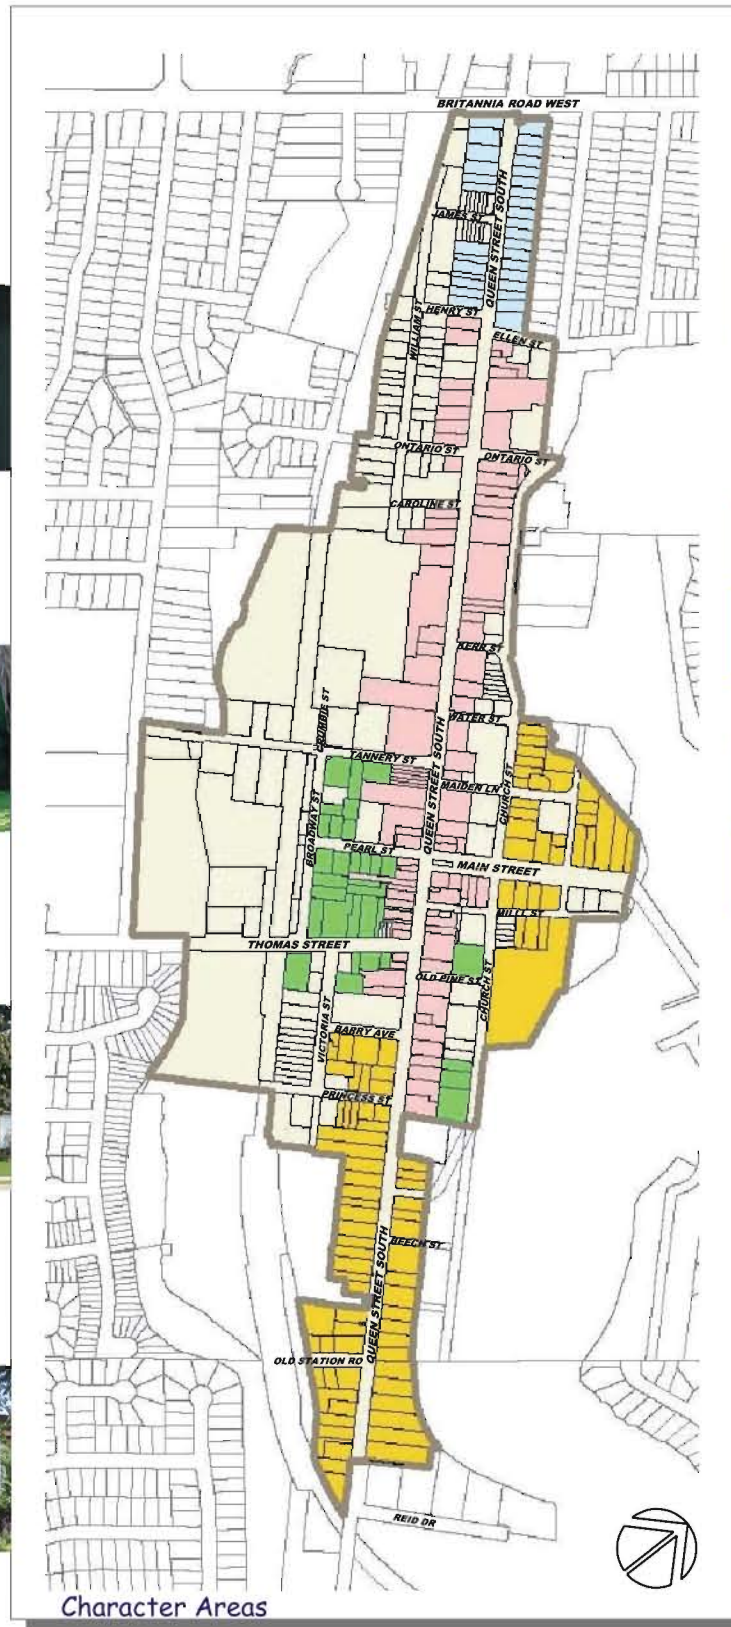 BRITANNIA ROAD WEST
QUEEN STREET SOUTH
JAMES ST
HENRY ST
WILLIAM ST
ELLEN ST
ONTARIO ST
ONTARIO ST
CAROLINE ST
KERR ST
WATER ST
CRUMBIE ST
TANNERY ST
QUEEN STREET SOUTH
MAIDEN LN
CHURCH ST
BROADWAY ST
PEARL ST
MAIN STREET
MILL ST
THOMAS STREET
OLD PINE ST
CHURCH ST
VICTORIA ST
BARRY AVE
PRINCESS ST
BEECH ST
QUEEN STREET SOUTH
OLD STATION RD
REID DR
Character Areas